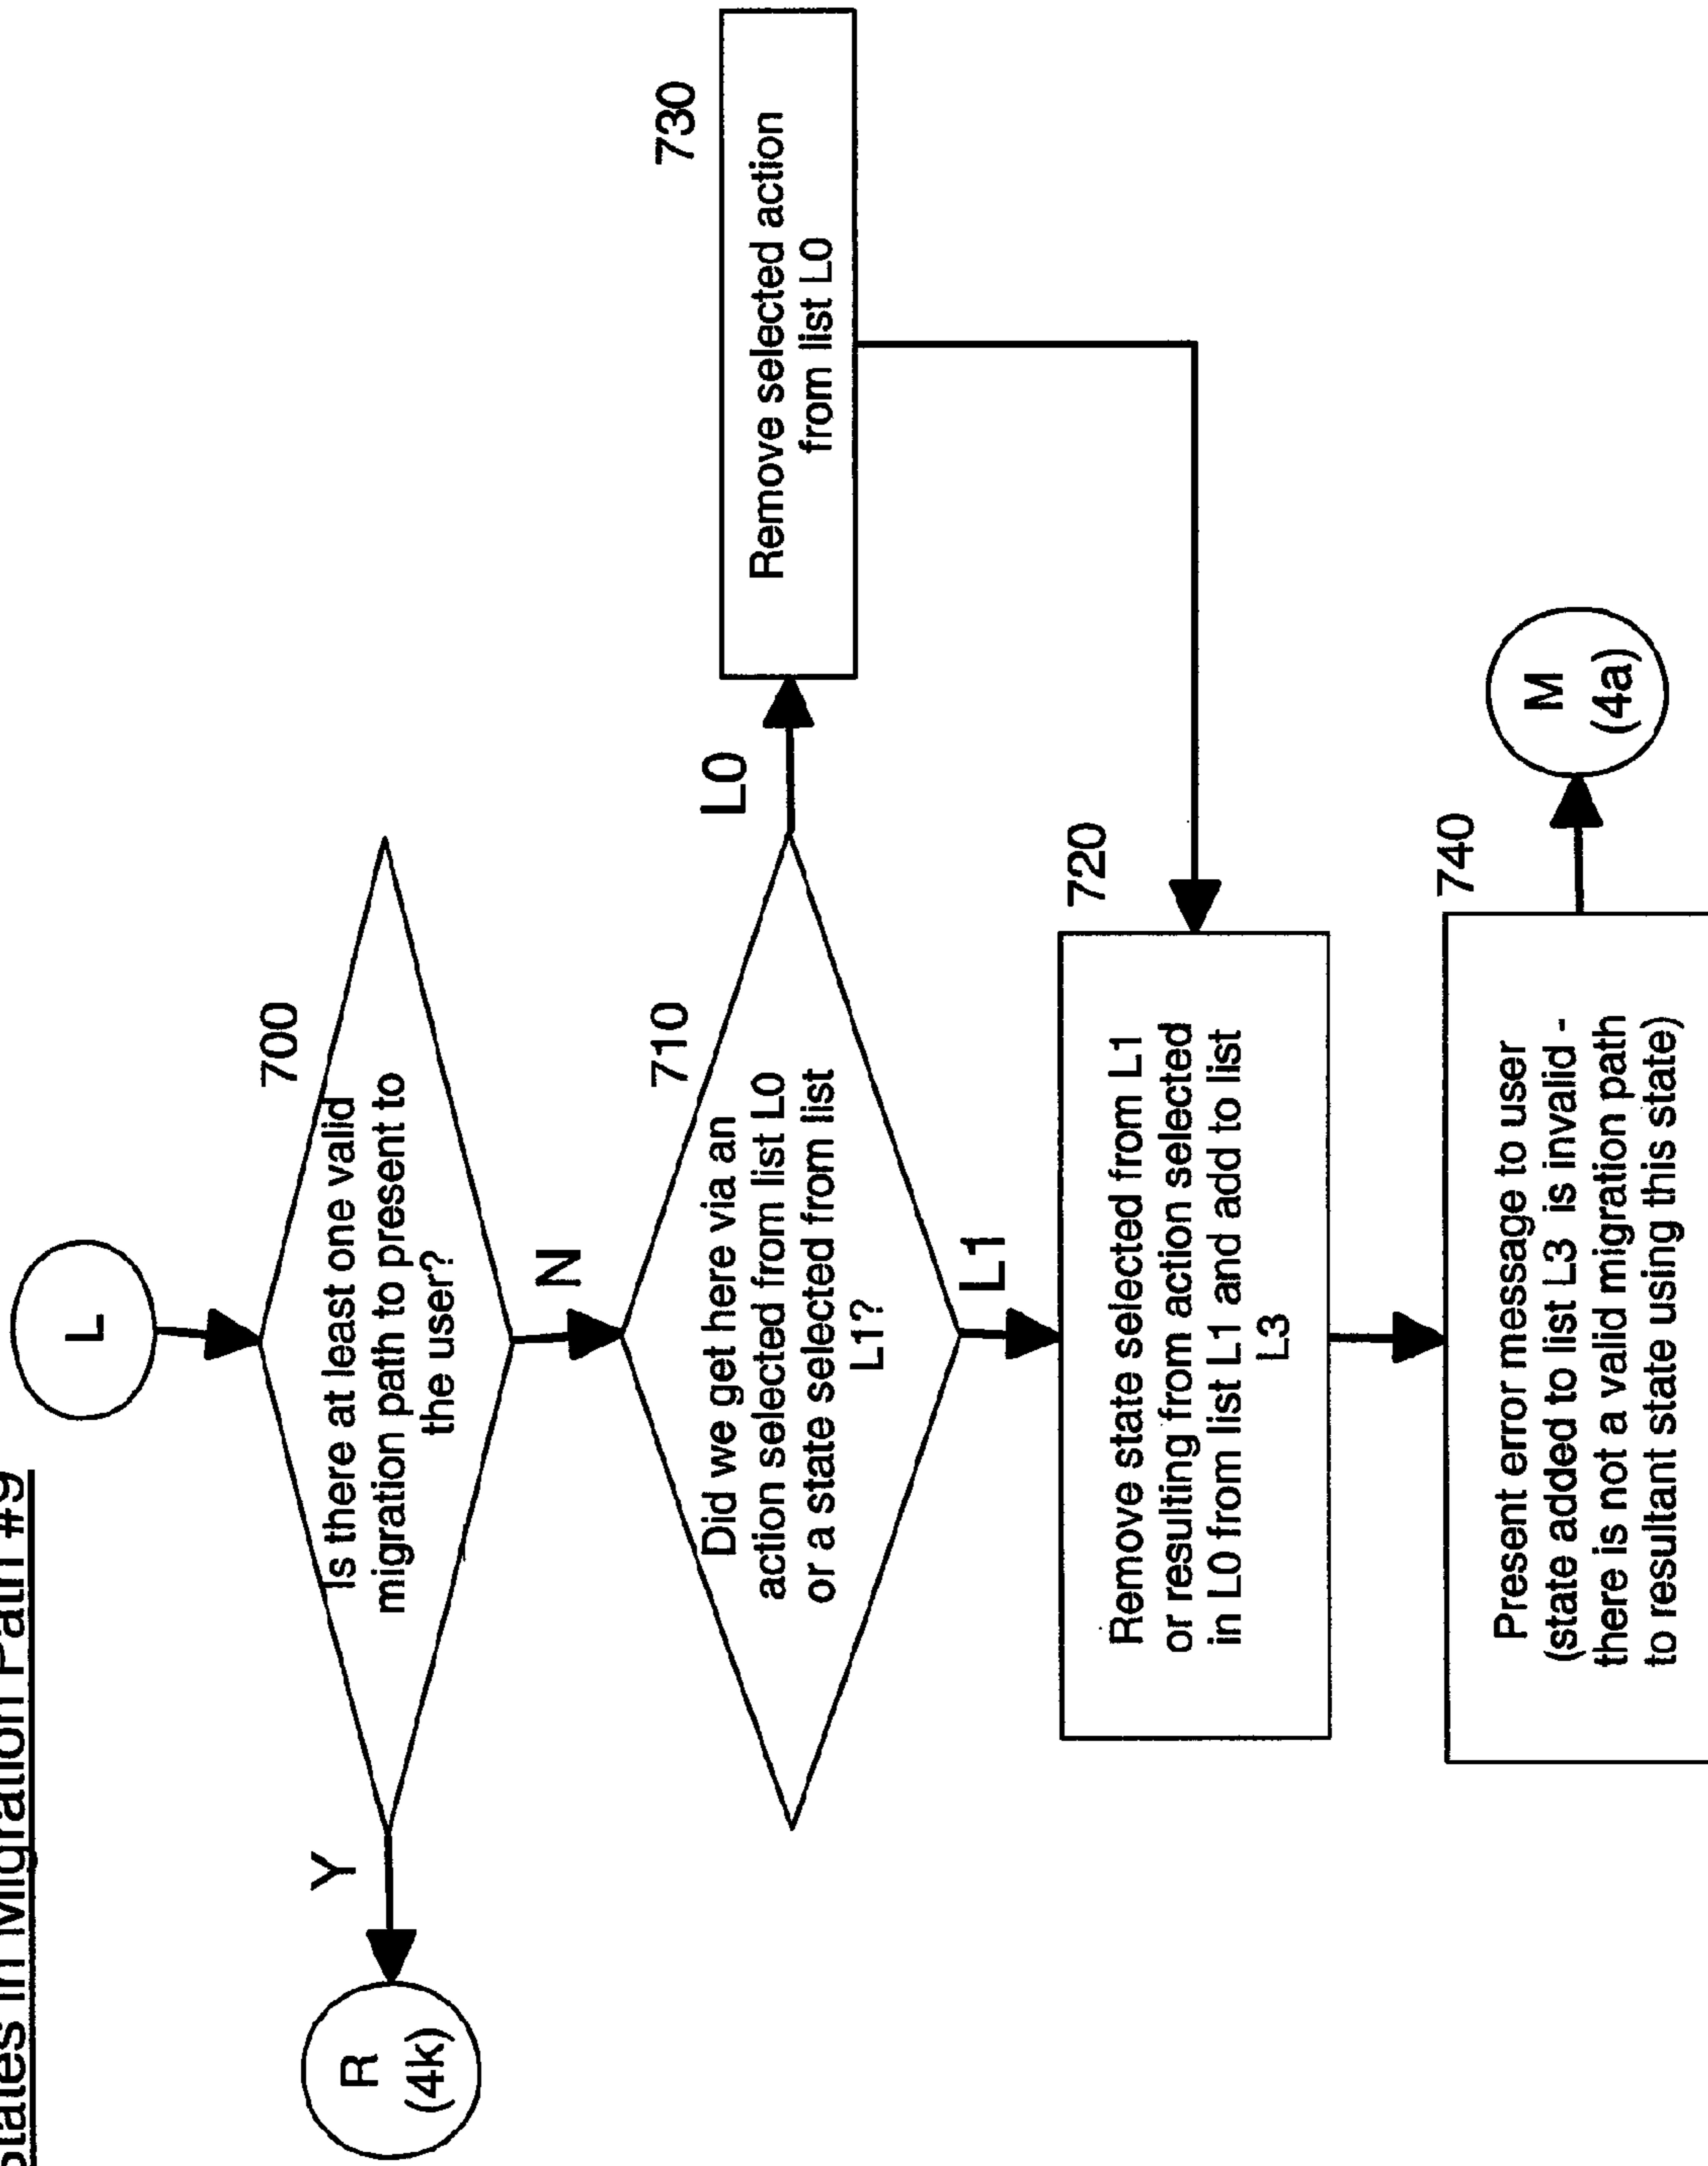 States in Migration Path #9
L
700
Is there at least one valid
migration path to present to
the user?
Y
R
(4k)
N
710
Did we get here via an
action selected from list L0
or a state selected from list
L1?
L0
730
Remove selected action
from list L0
L1
720
Remove state selected from L1
or resulting from action selected
in L0 from list L1 and add to list
L3
740
Present error message to user
(state added to list L3 is invalid -
there is not a valid migration path
to resultant state using this state)
M
(4a)